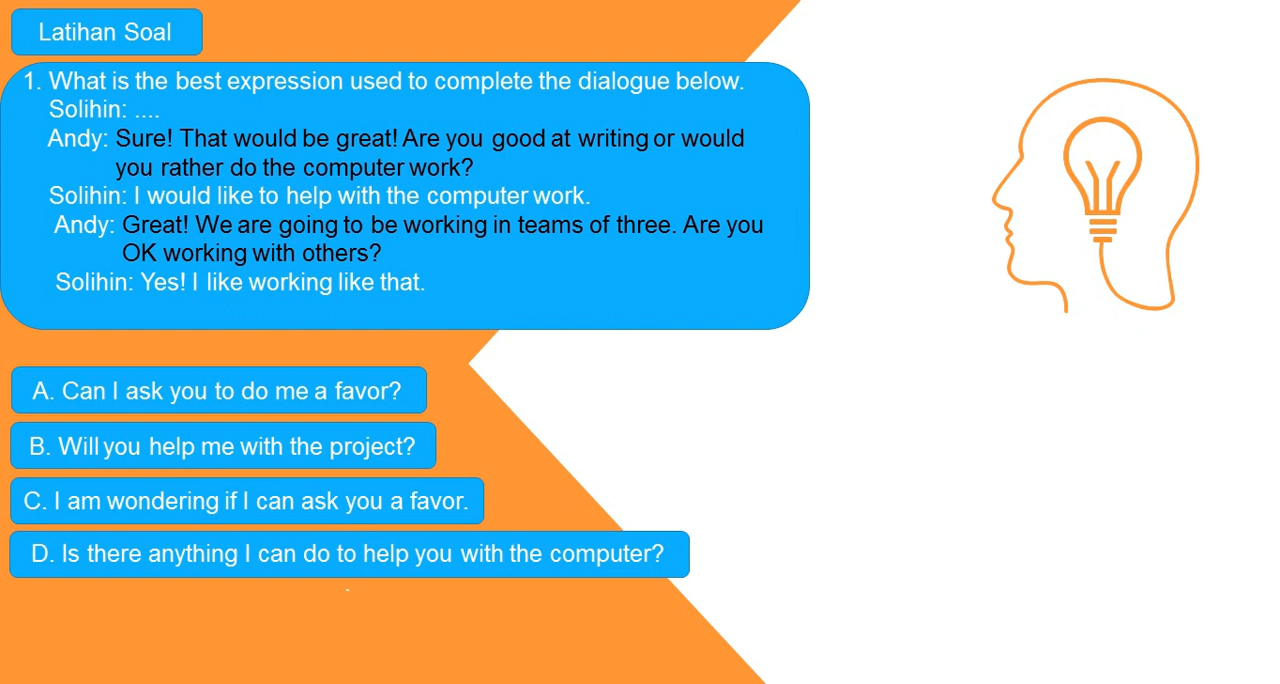 Latihan Soal
1. What is the best expression used to complete the dialogue below.
Solihin: ....
Andy: Sure! That would be great! Are you good at writing or would
you rather do the computer work?
Solihin: I would like to help with the computer work.
Andy: Great! We are going to be working in teams of three. Are you
OK working with others?
Solihin: Yes! I like working like that.
A. Can I ask you to do me a favor?
B. Will you help me with the project?
C. I am wondering if I can ask you a favor.
D. Is there anything I can do to help you with the computer?